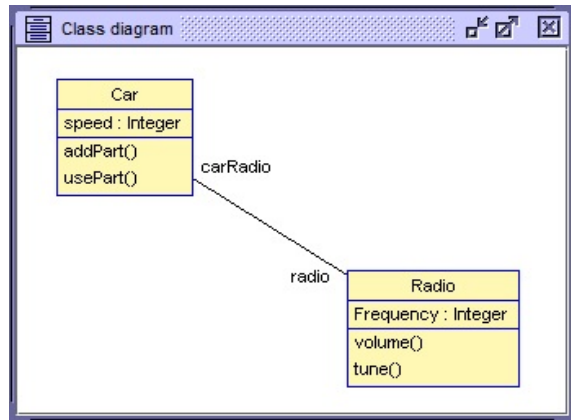 Class diagram
Car
speed : Integer
addPart()
usePart()
carRadio
radio
Radio
Frequency : Integer
volume()
tune()